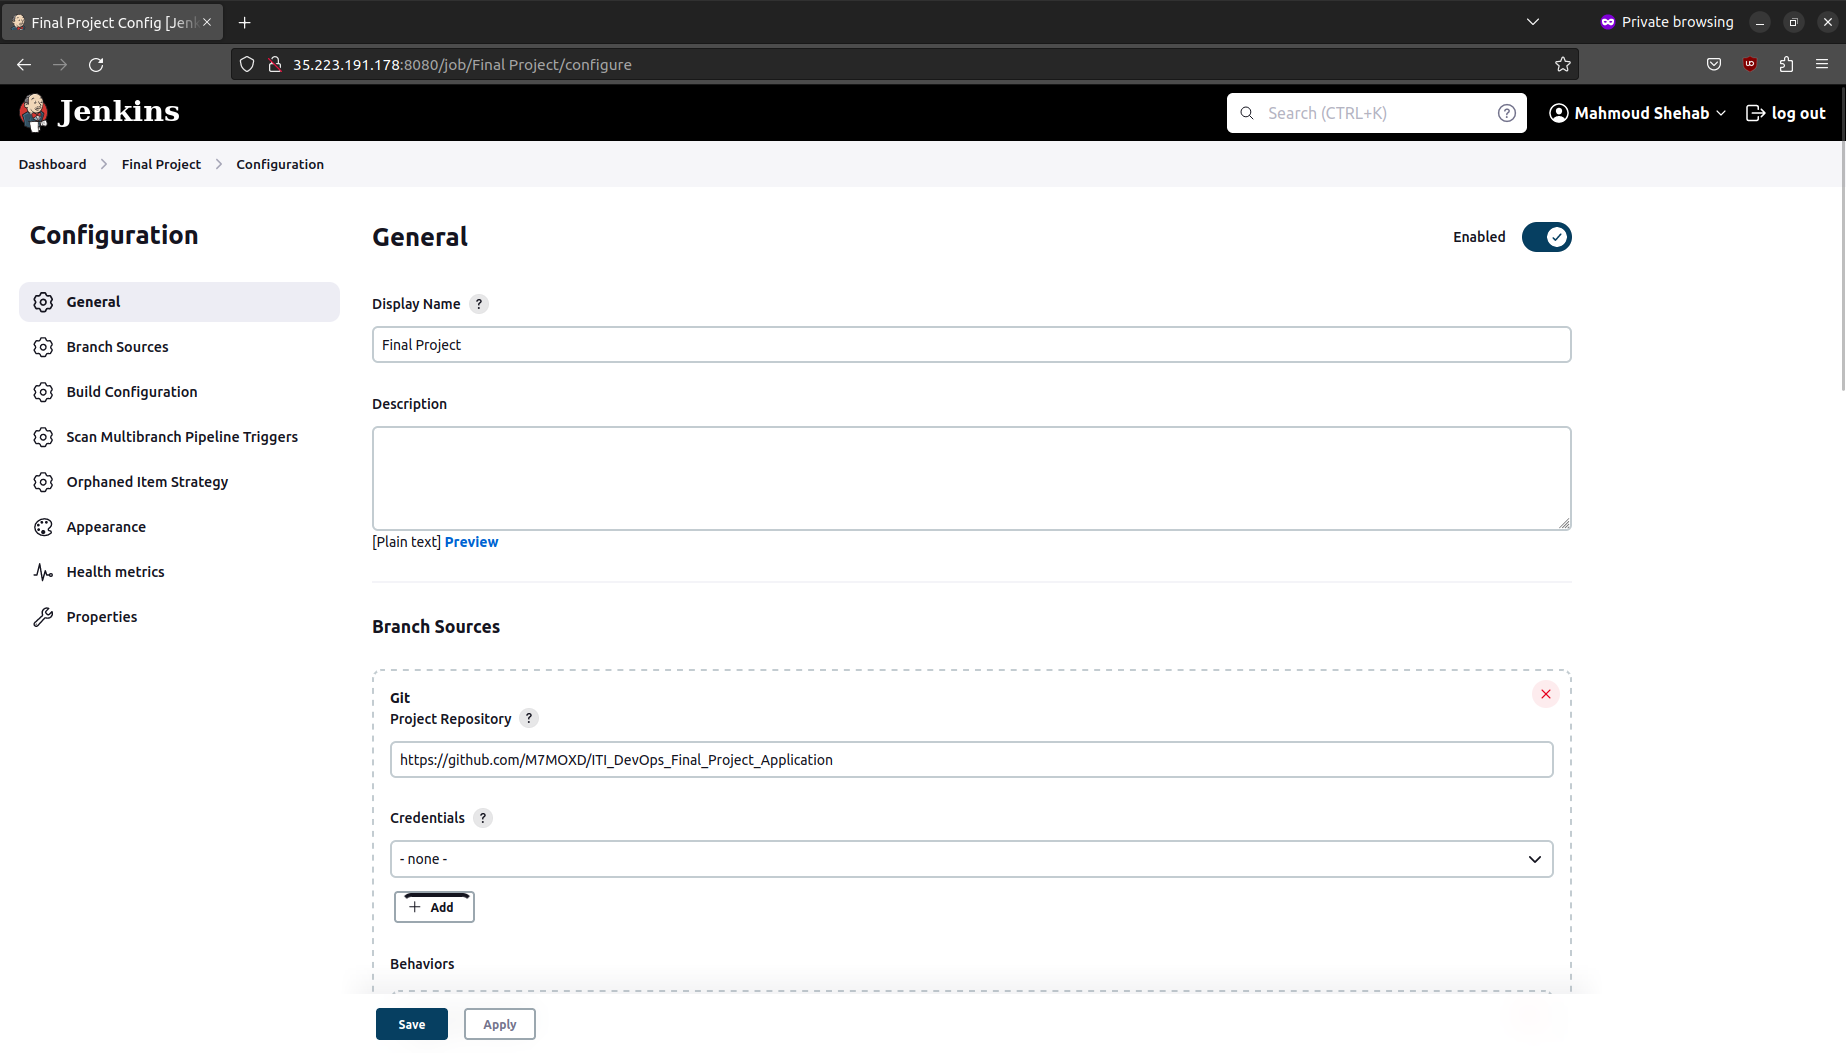 Final Project Config [Jen
Private browsing
35.223.191.178:8080/job/Final Project/configure
Jenkins
Search (CTRL+K)
?
Mahmoud Shehab
log out
Dashboard
Final Project
Configuration
Configuration
General
Branch Sources
Build Configuration
Scan Multibranch Pipeline Triggers
Orphaned Item Strategy
Appearance
Health metrics
Properties
General
Enabled
Display Name ?
Final Project
Description
[Plain text] Preview
Branch Sources
Git
Project Repository ?
https://github.com/M7MOXD/ITI_DevOps_Final_Project_Application
Credentials ?
- none -
+ Add
Behaviors
Save
Apply